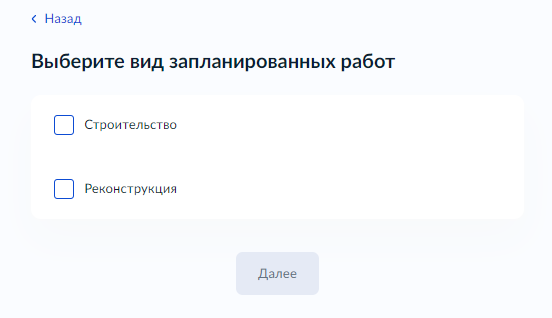 Назад
Выберите вид запланированных работ
Строительство
Реконструкция
Далее